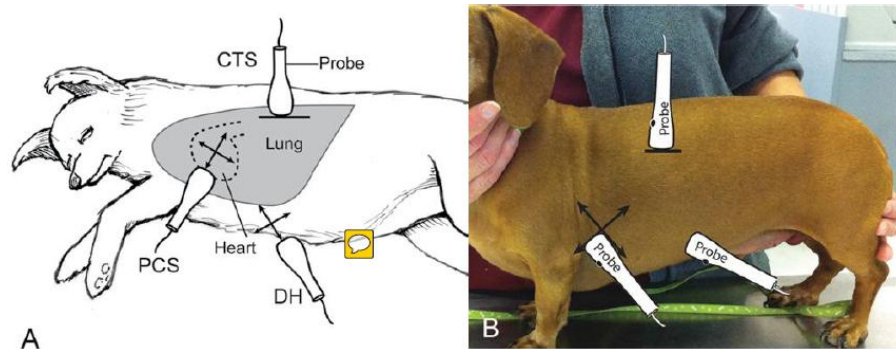 CTS
Probe
Lung
Heart
PCS
DH
A
Probe
Probe
Probe
B